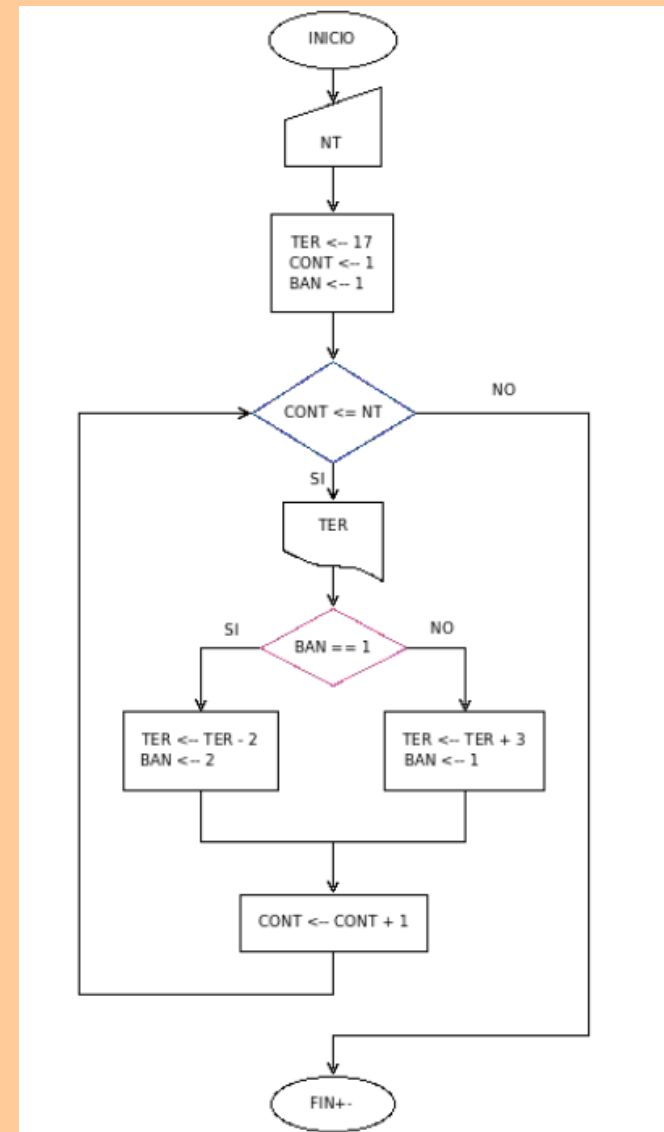 INICIO
NT
TER <-- 17
CONT <-- 1
BAN <-- 1
CONT <= NT
NO
SI
TER
SI
NO
BAN == 1
TER <-- TER - 2
BAN <-- 2
TER <-- TER + 3
BAN <-- 1
CONT <-- CONT + 1
FIN+-